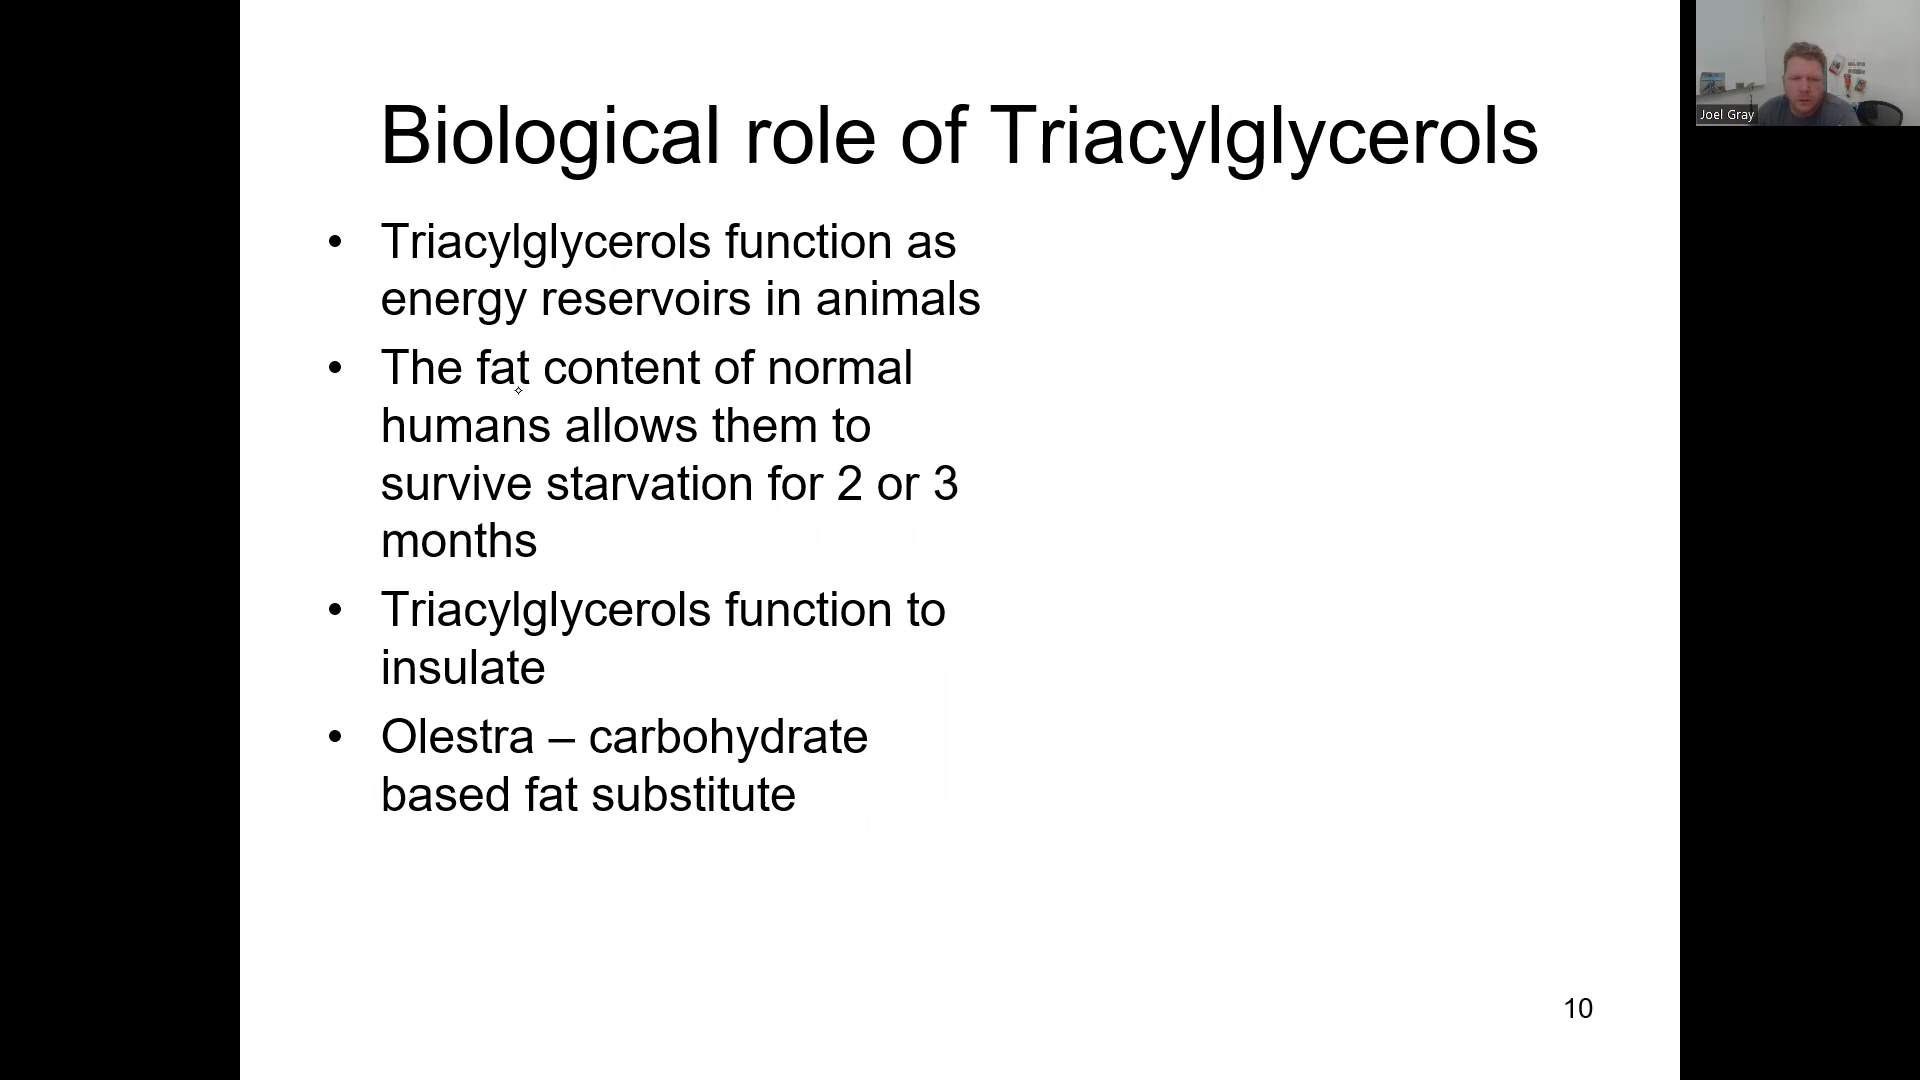 Biological role of Triacylglycerols
• Triacylglycerols function as
energy reservoirs in animals
• The fat content of normal
humans allows them to
survive starvation for 2 or 3
months
• Triacylglycerols function to
insulate
• Olestra – carbohydrate
based fat substitute
10
Joel Gray